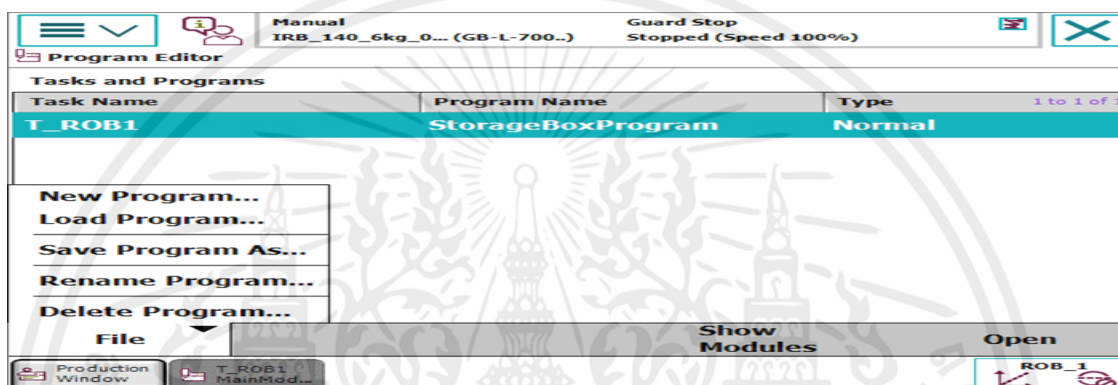 Manual Guard Stop
IRB_140_6kg_0... (GB-L-700..) Stopped (Speed 100%)
Program Editor
Tasks and Programs
Task Name Program Name Type 1 to 1 of
T_ROB1 StorageBoxProgram Normal
New Program...
Load Program...
Save Program As...
Rename Program...
Delete Program...
File Show Modules Open
Production Window T_ROB1 MainMod... ROB_1